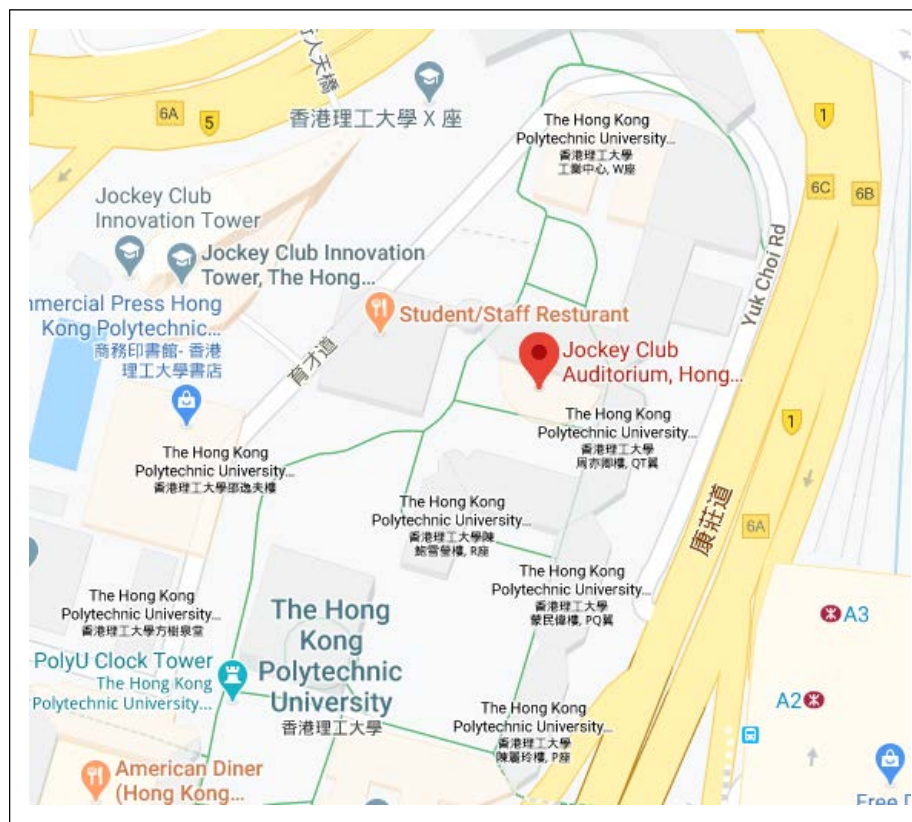 行人天橋
6A
5
香港理工大學 X 座
The Hong Kong
Polytechnic University...
香港理工大學
工業中心, W座
1
6C
6B
Jockey Club
Innovation Tower
Jockey Club Innovation
Tower, The Hong...
Yuk Choi Rd
mmercial Press Hong
Kong Polytechnic...
商務印書館- 香港
理工大學書店
Student/Staff Resturant
育才道
Jockey Club
Auditorium, Hong...
The Hong Kong
Polytechnic University...
香港理工大學
周亦卿樓, QT翼
1
The Hong Kong
Polytechnic University...
香港理工大學邵逸夫樓
The Hong Kong
Polytechnic University...
香港理工大學陳
鮑雪瑩樓, R座
康莊道
6A
The Hong Kong
Polytechnic University...
香港理工大學
蒙民偉樓, PQ翼
The Hong Kong
Polytechnic University...
香港理工大學方樹泉堂
The Hong
Kong
Polytechnic
University
香港理工大學
A3
PolyU Clock Tower
The Hong Kong
Polytechnic University...
A2
The Hong Kong
Polytechnic University...
香港理工大學
陳麗玲樓, P座
American Diner
(Hong Kong...
Free D